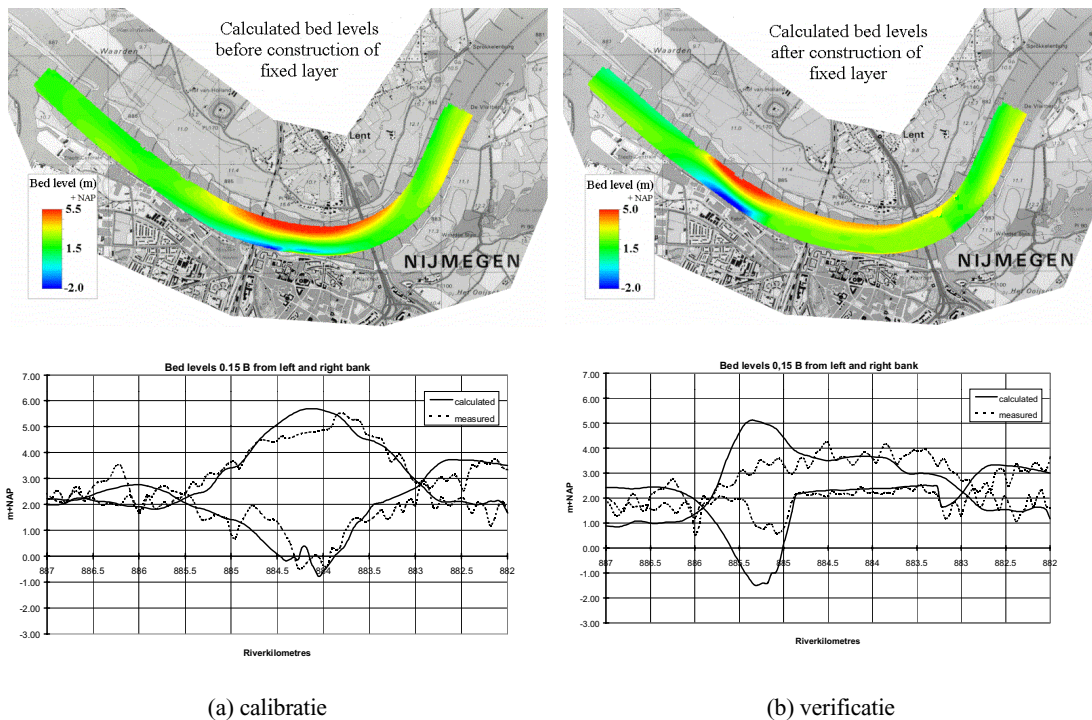 Calculated bed levels
before construction of
fixed layer
Waarden
Lent
Bed level (m)
+ NAP
5.5
1.5
-2.0
NIJMEGEN
Calculated bed levels
after construction of
fixed layer
Waarden
Lent
Bed level (m)
+ NAP
5.0
1.5
-2.0
NIJMEGEN
Bed levels 0.15 B from left and right bank
7.00
6.00
5.00
4.00
3.00
2.00
1.00
0.00
-1.00
-2.00
-3.00
m+NAP
calculated
measured
887
886.5
886
885.5
885
884.5
884
883.5
883
882.5
882
Riverkilometres
Bed levels 0,15 B from left and right bank
7.00
6.00
5.00
4.00
3.00
2.00
1.00
0.00
-1.00
-2.00
-3.00
m+NAP
calculated
measured
887
886.5
886
885.5
885
884.5
884
883.5
883
882.5
882
Riverkilometres
(a) calibratie
(b) verificatie